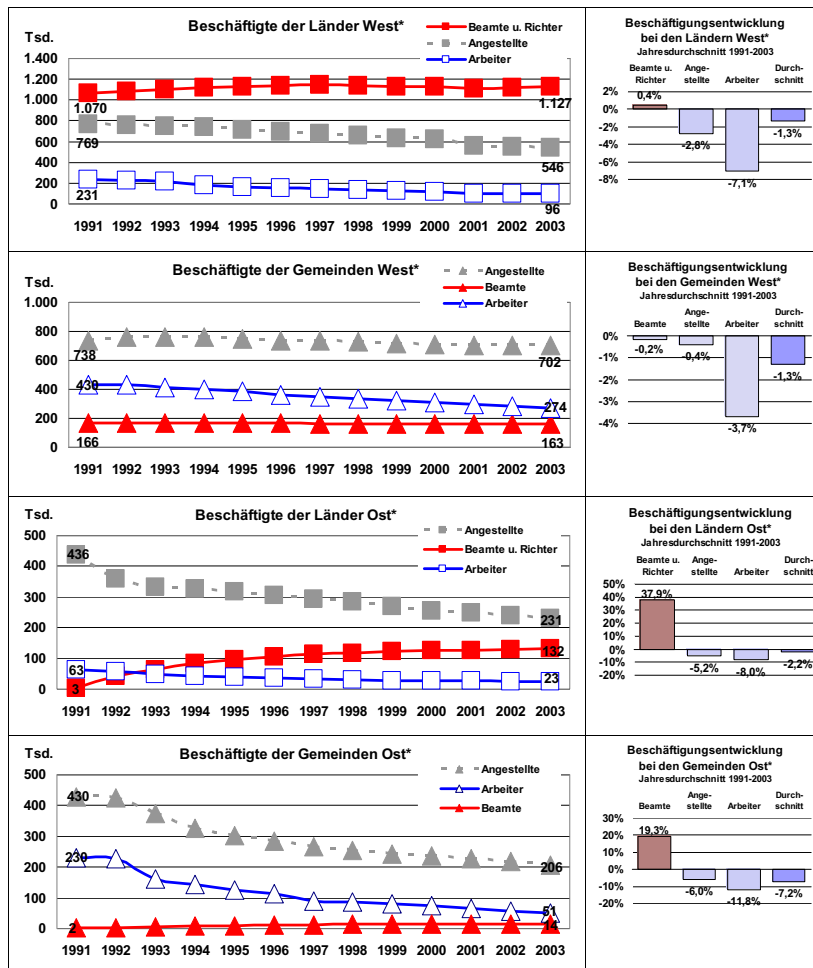 Beschäftigte der Länder West*
Tsd.
Beamte u. Richter
Angestellte
Arbeiter
1.400
1.200
1.000
800
600
400
200
0
1.070
1.127
769
546
231
96
1991 1992 1993 1994 1995 1996 1997 1998 1999 2000 2001 2002 2003
Beschäftigungsentwicklung
bei den Ländern West*
Jahresdurchschnitt 1991-2003
Beamte u. Ange- Durch-
Richter stellte Arbeiter schnitt
2%
0%
-2%
-4%
-6%
-8%
0,4%
-2,8%
-7,1%
-1,3%
Beschäftigte der Gemeinden West*
Tsd.
Angestellte
Beamte
Arbeiter
1.000
800
600
400
200
0
738
702
430
274
166
163
1991 1992 1993 1994 1995 1996 1997 1998 1999 2000 2001 2002 2003
Beschäftigungsentwicklung
bei den Gemeinden West*
Jahresdurchschnitt 1991-2003
Ange- Durch-
Beamte stellte Arbeiter schnitt
0%
-1%
-2%
-3%
-4%
-0,2%
-0,4%
-3,7%
-1,3%
Beschäftigte der Länder Ost*
Tsd.
Angestellte
Beamte u. Richter
Arbeiter
500
400
300
200
100
0
436
231
63
132
3
23
1991 1992 1993 1994 1995 1996 1997 1998 1999 2000 2001 2002 2003
Beschäftigungsentwicklung
bei den Ländern Ost*
Jahresdurchschnitt 1991-2003
Beamte u. Ange- Durch-
Richter stellte Arbeiter schnitt
50%
40%
30%
20%
10%
0%
-10%
-20%
37,9%
-5,2%
-8,0%
-2,2%
Beschäftigte der Gemeinden Ost*
Tsd.
Angestellte
Arbeiter
Beamte
500
400
300
200
100
0
430
206
230
51
2
14
1991 1992 1993 1994 1995 1996 1997 1998 1999 2000 2001 2002 2003
Beschäftigungsentwicklung
bei den Gemeinden Ost*
Jahresdurchschnitt 1991-2003
Ange- Durch-
Beamte stellte Arbeiter schnitt
30%
20%
10%
0%
-10%
-20%
19,3%
-6,0%
-11,8%
-7,2%